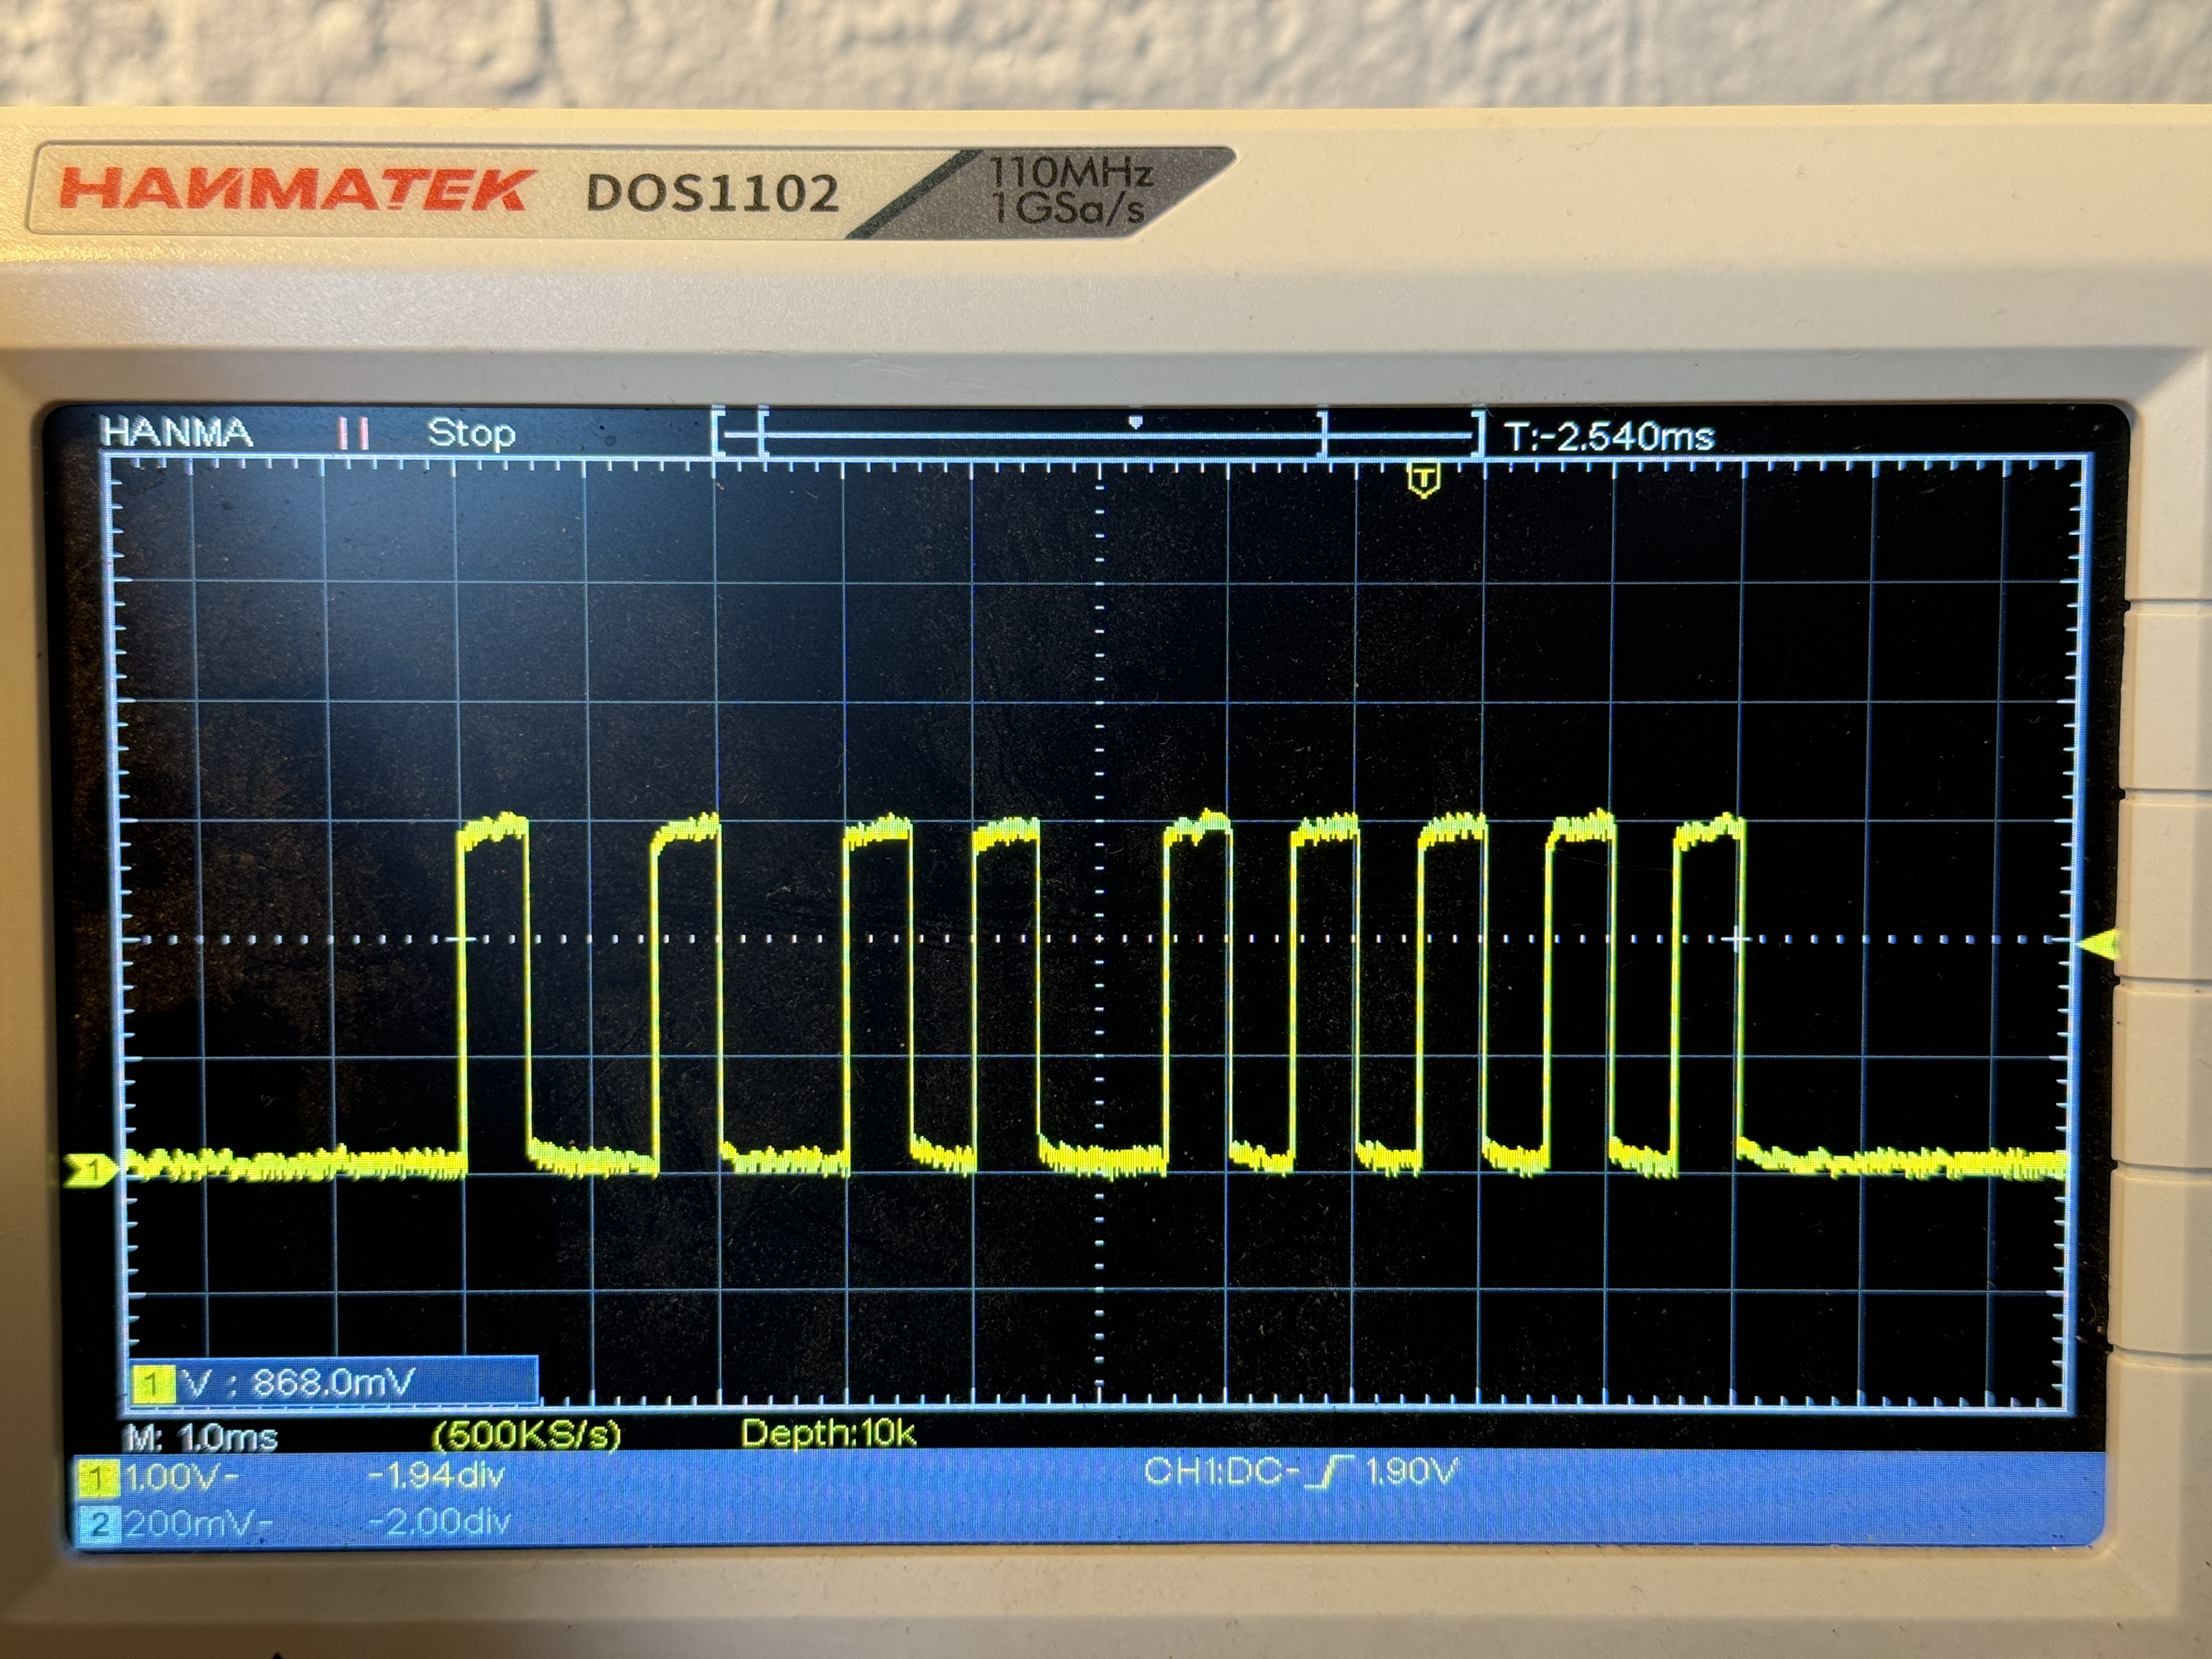 HANMATEK DOS1102 110MHz
1GSa/s
HANMA Stop T:-2.540ms
T
1
1 V : 868.0mV
M: 1.0ms (500KS/s) Depth:10k
1 1.00V- -1.94div CH1:DC- 1.90V
2 200mV- -2.00div